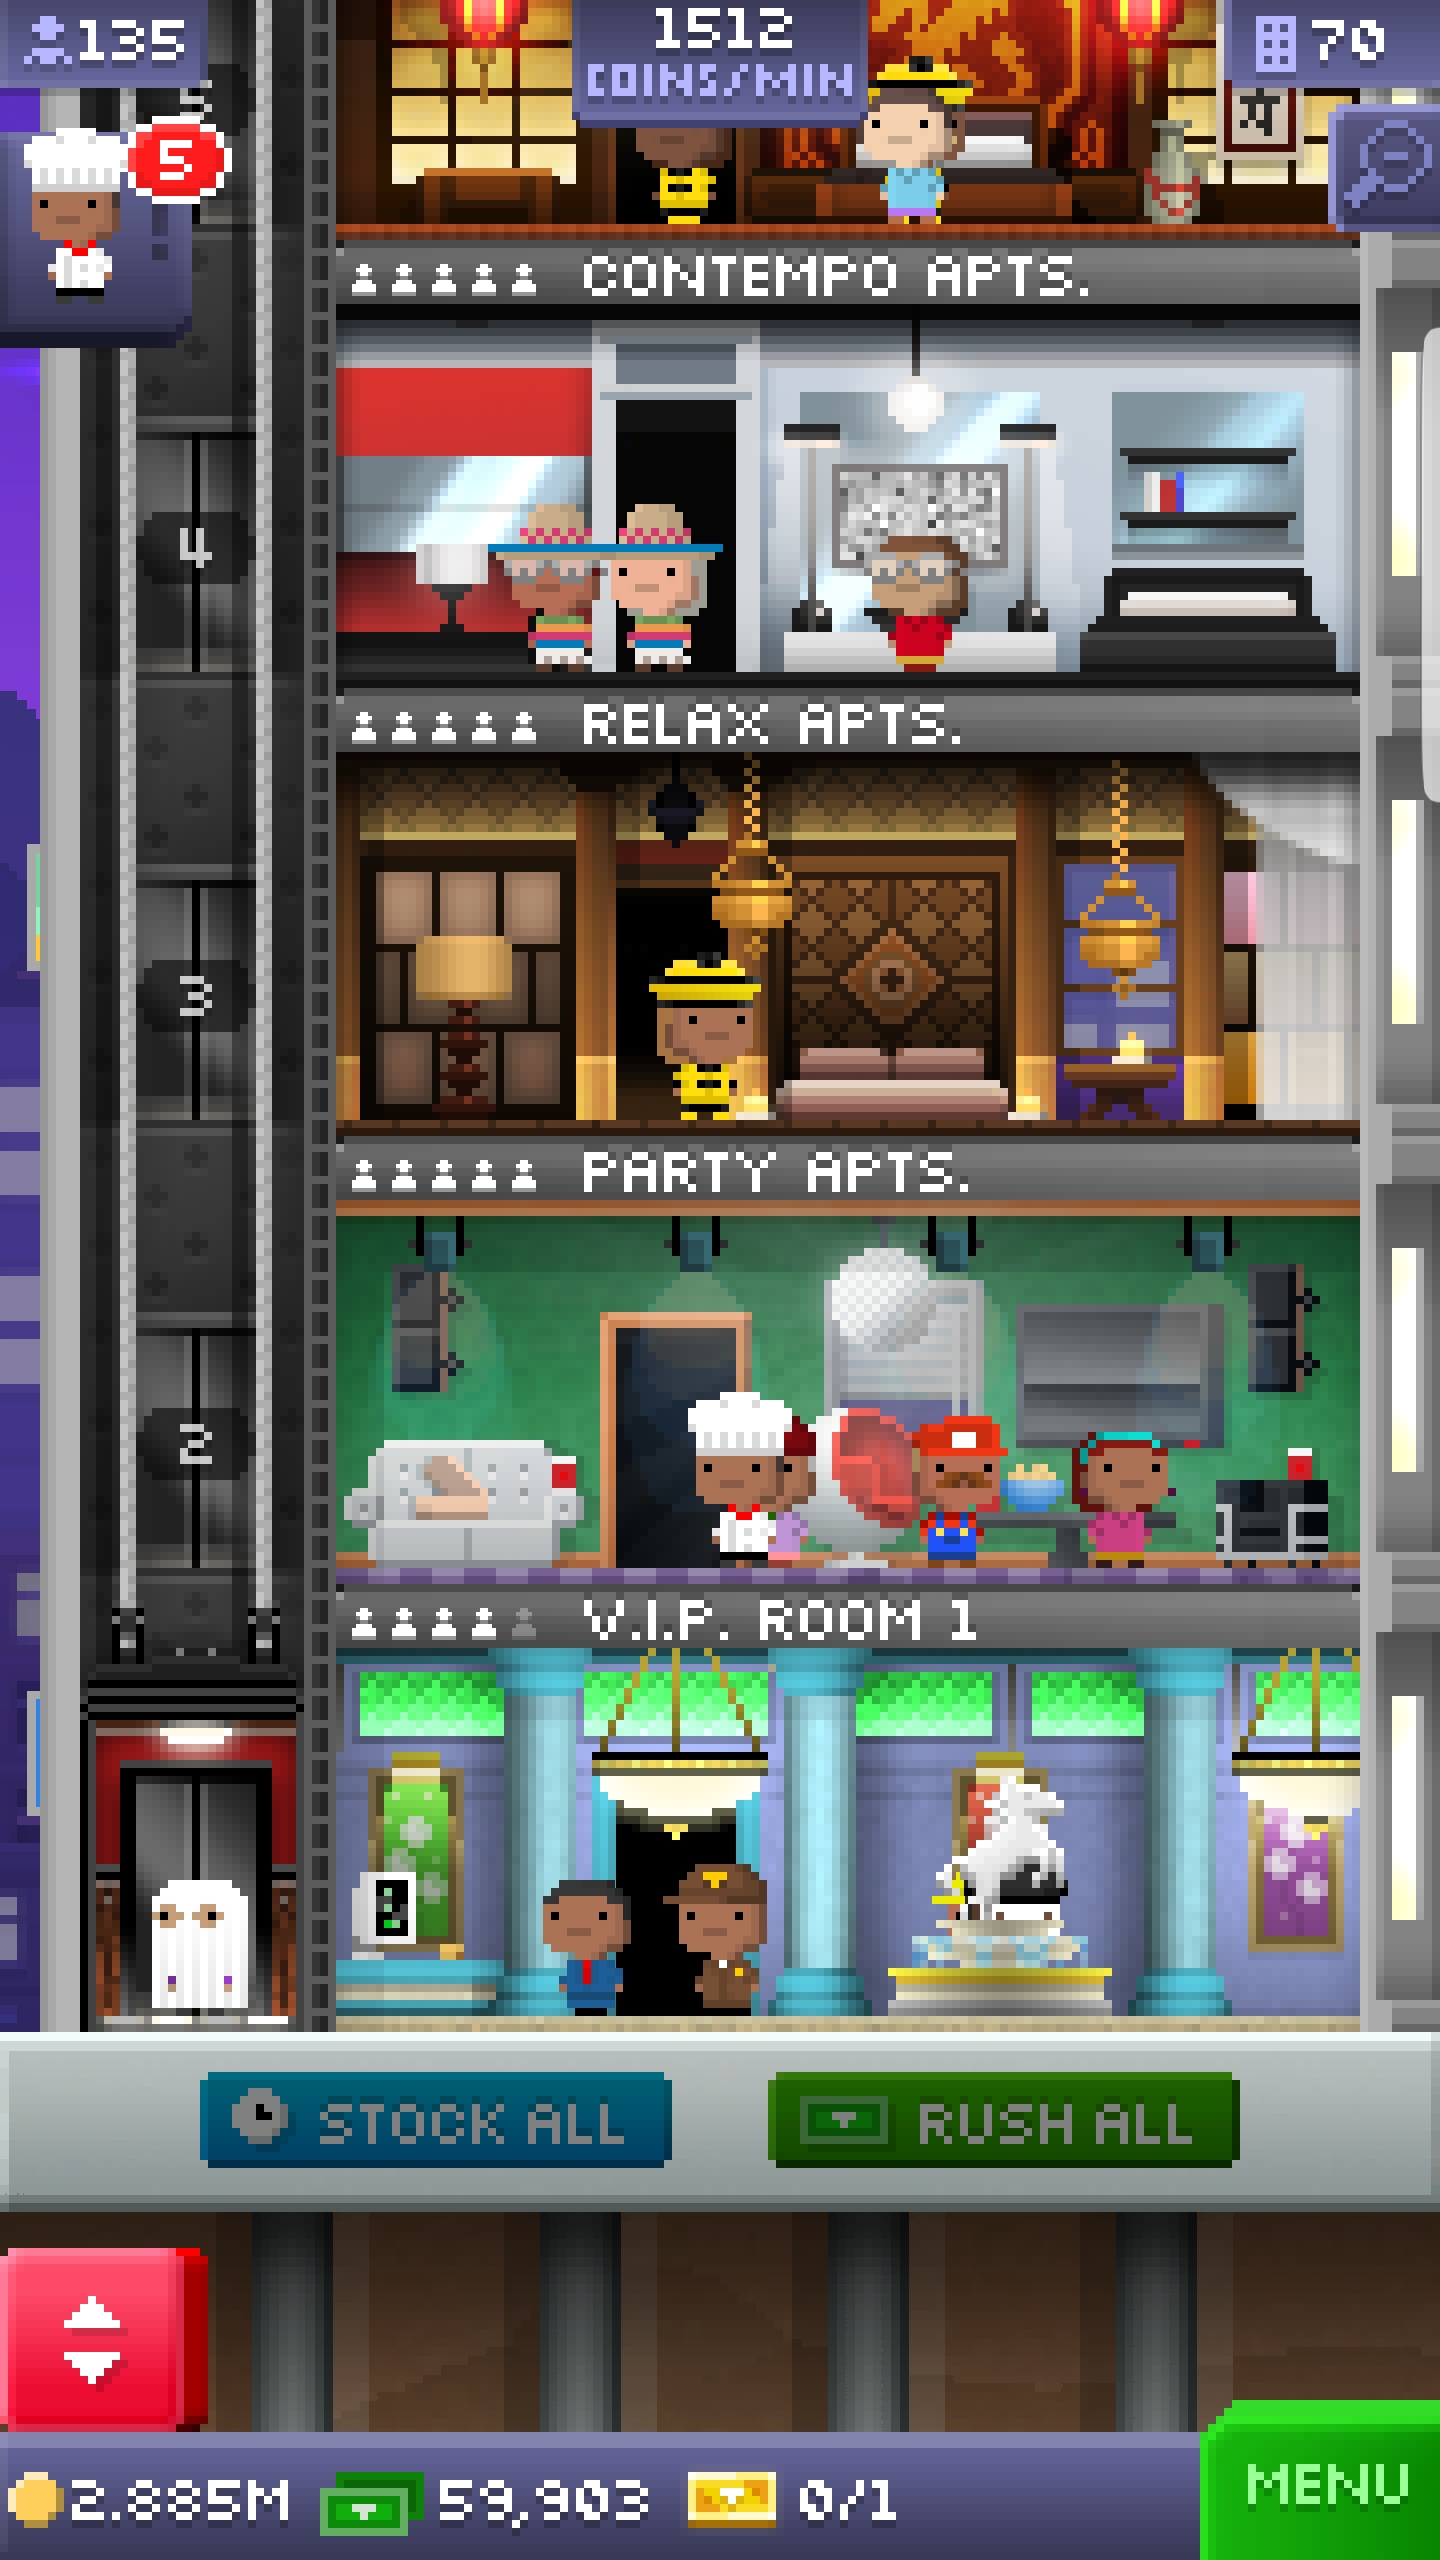 135
1512
COINS/MIN
70
5
5
CONTEMPO APTS.
4
RELAX APTS.
3
PARTY APTS.
2
V.I.P. ROOM 1
STOCK ALL
RUSH ALL
2.885M
59,903
0/1
MENU